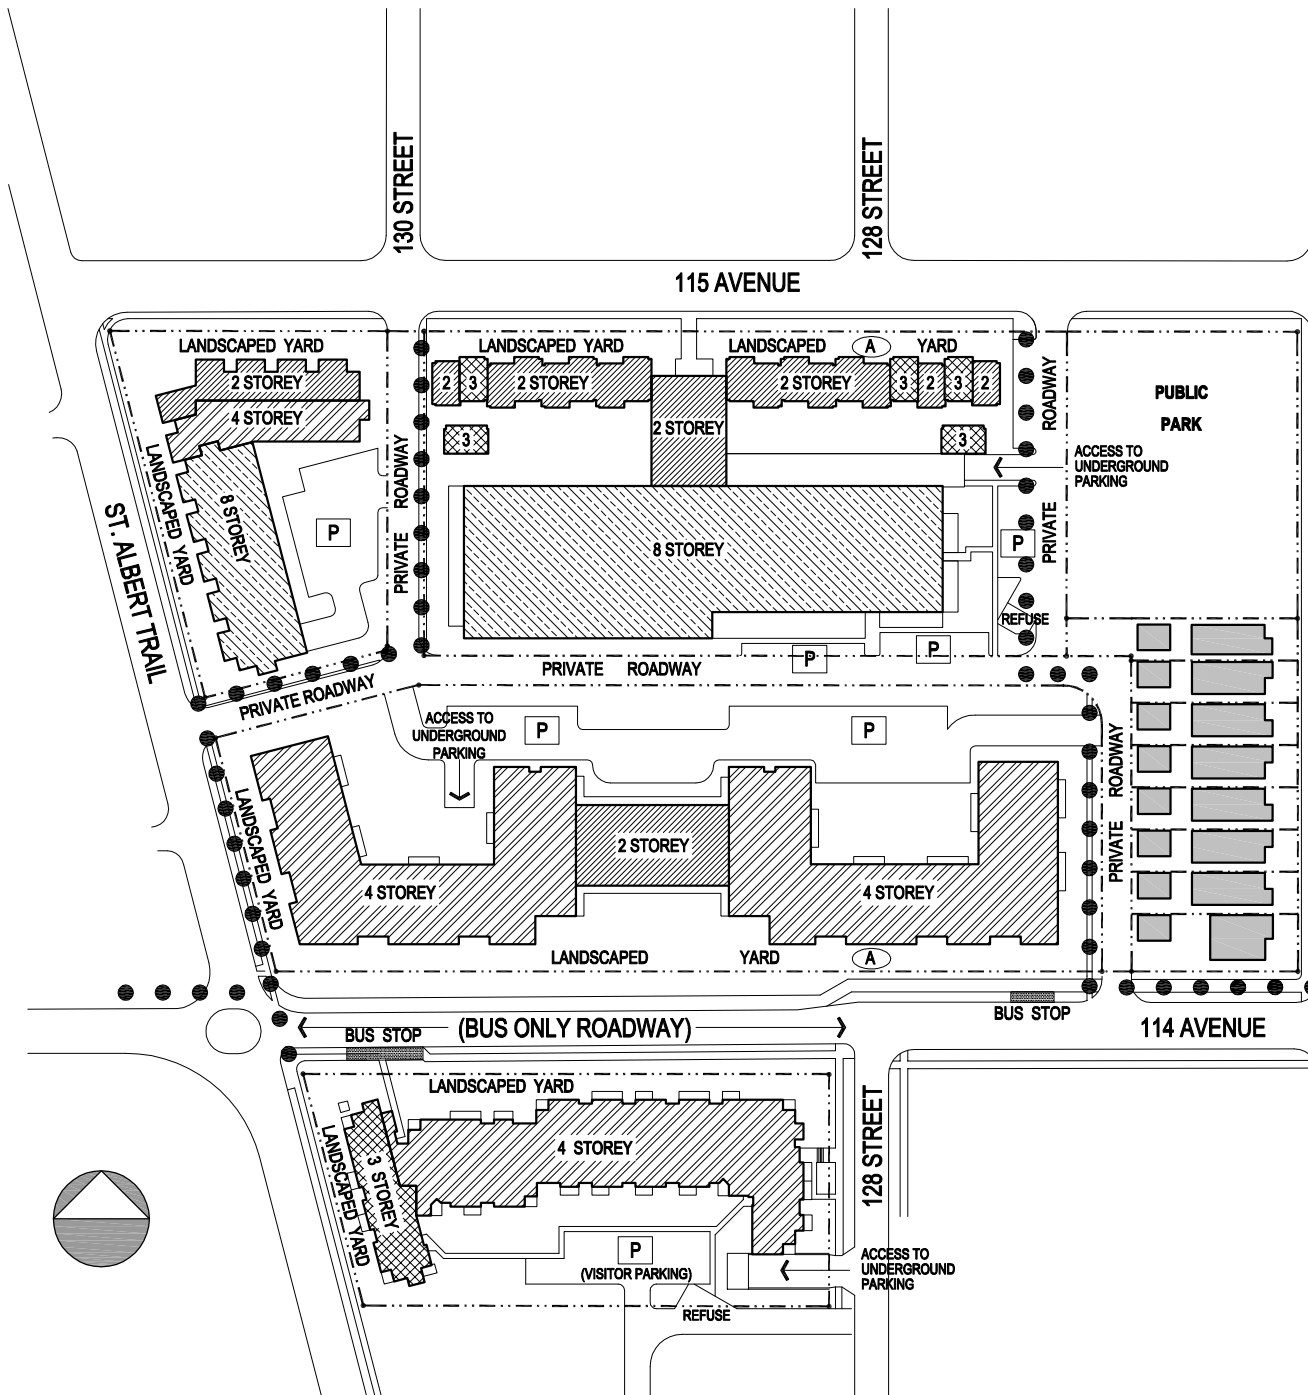 130 STREET
128 STREET
115 AVENUE
LANDSCAPED YARD
LANDSCAPED YARD
LANDSCAPED A YARD
2 STOREY
2 3 2 STOREY
2 STOREY 3 2 3 2
4 STOREY
2 STOREY
3
3
ROADWAY
PUBLIC
PARK
LANDSCAPED YARD
8 STOREY
P
PRIVATE ROADWAY
8 STOREY
ACCESS TO
UNDERGROUND
PARKING
P
PRIVATE
REFUSE
ST. ALBERT TRAIL
PRIVATE ROADWAY
P
P
PRIVATE ROADWAY
ACCESS TO
UNDERGROUND
PARKING
P
P
PRIVATE ROADWAY
LANDSCAPED YARD
2 STOREY
4 STOREY
4 STOREY
LANDSCAPED YARD
A
BUS STOP
(BUS ONLY ROADWAY)
BUS STOP
114 AVENUE
LANDSCAPED YARD
LANDSCAPED YARD
3 STOREY
4 STOREY
128 STREET
P
(VISITOR PARKING)
ACCESS TO
UNDERGROUND
PARKING
REFUSE